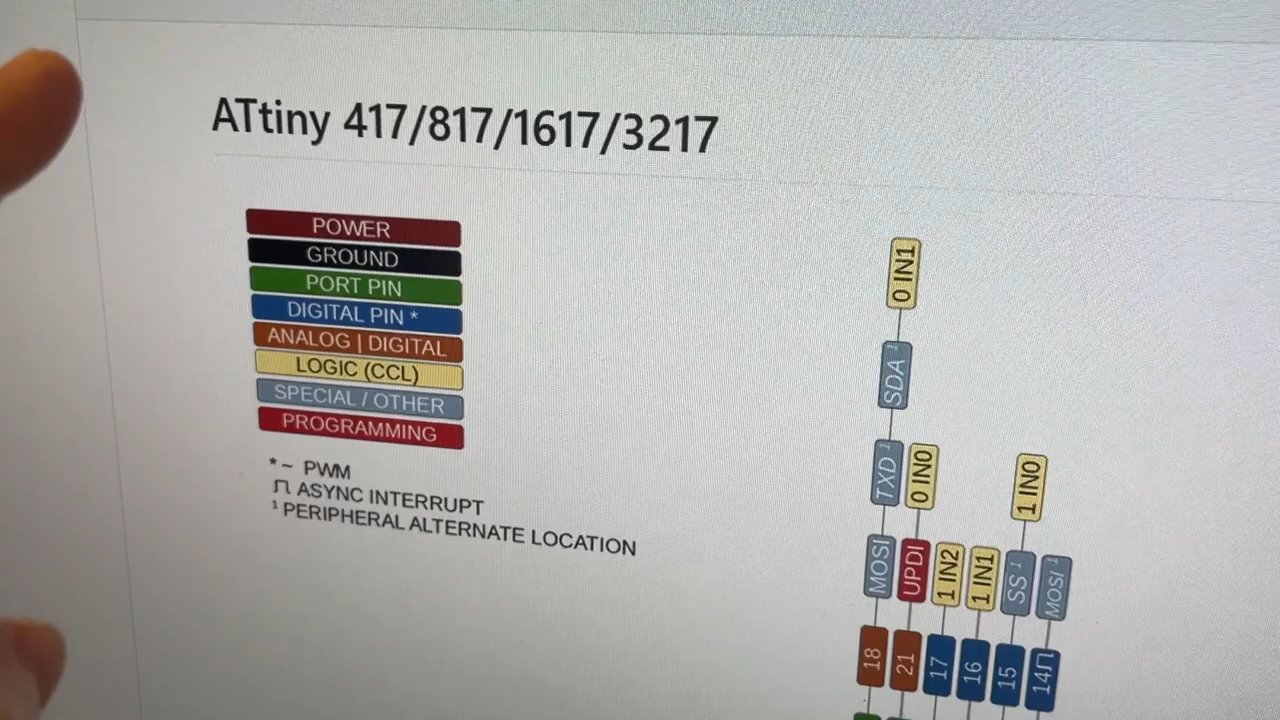 ATtiny 417/817/1617/3217
POWER
GROUND
PORT PIN
DIGITAL PIN *
ANALOG | DIGITAL
LOGIC (CCL)
SPECIAL / OTHER
PROGRAMMING
* ~ PWM
ASYNC INTERRUPT
¹ PERIPHERAL ALTERNATE LOCATION
0 IN1
SDA ¹
TXD ¹
0 IN0
1 IN0
MOSI
UPDI
1 IN2
1 IN1
SS ¹
MOSI ¹
18
21
17
16
15
14